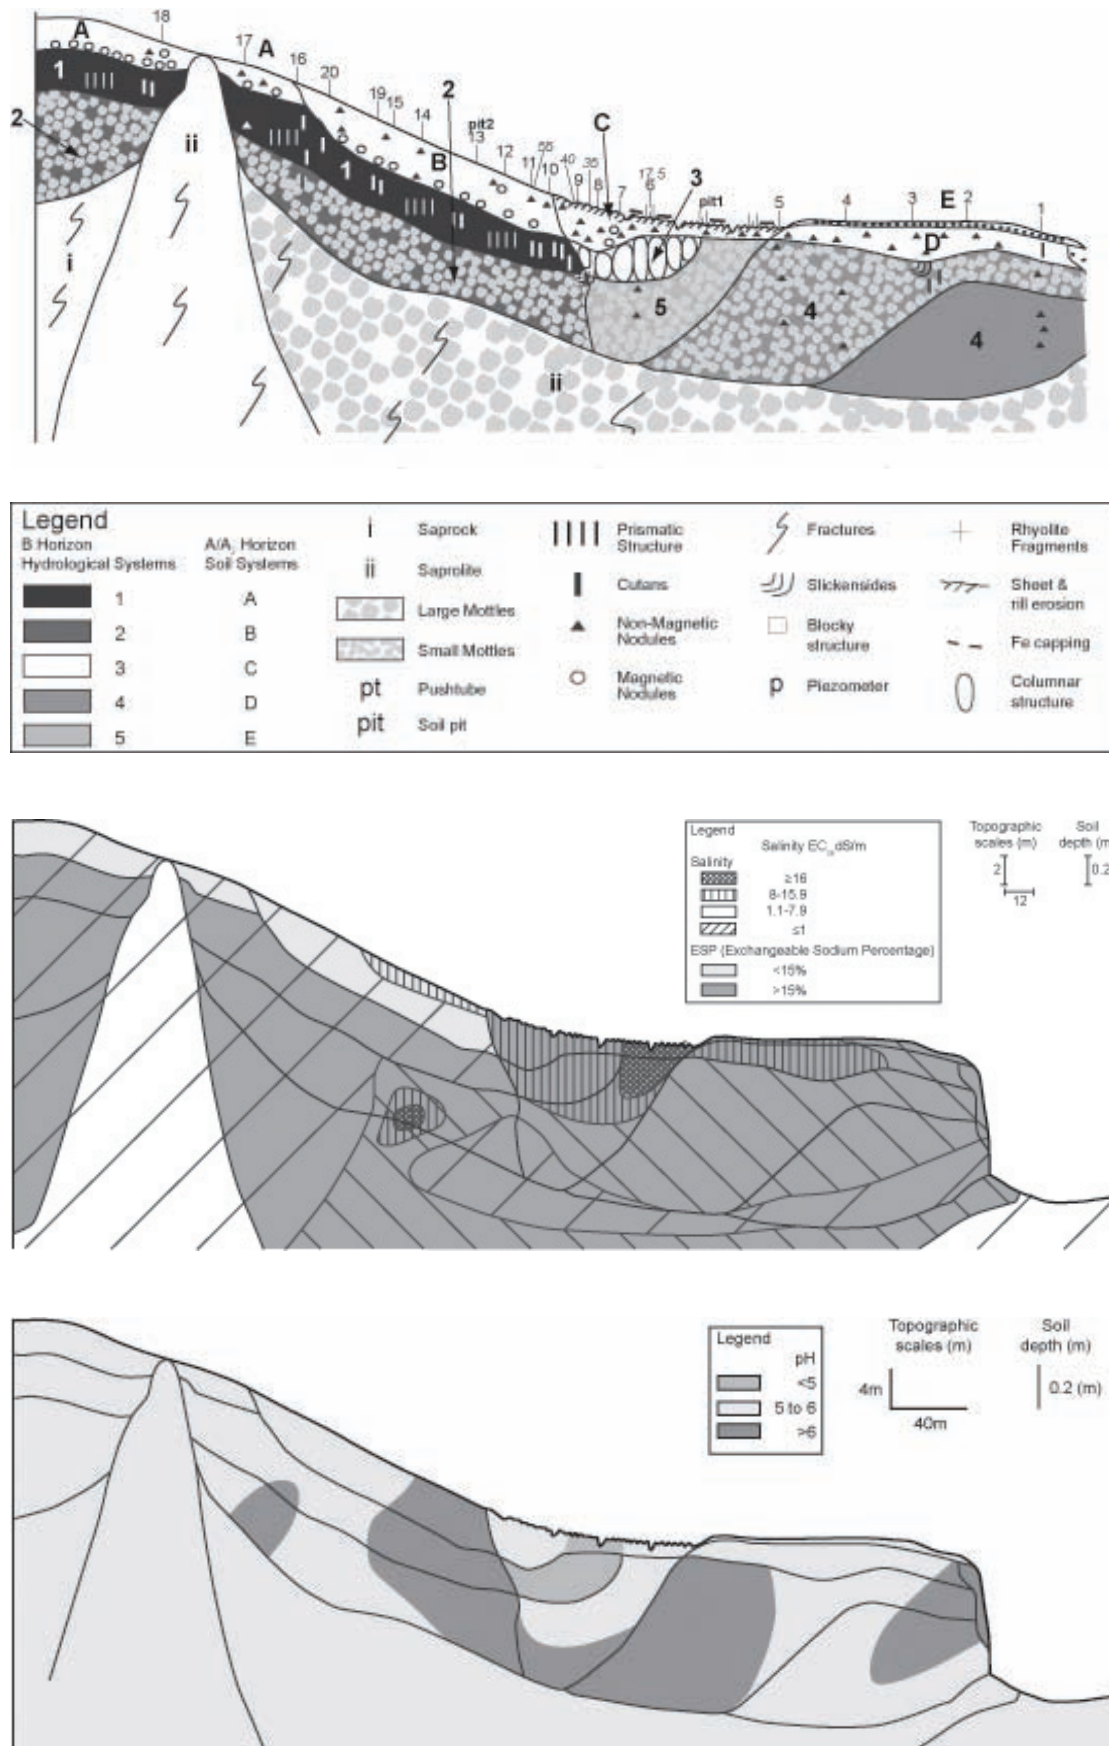 18
A
17
A
16
20
1
19
15
2
14
2
pit2
13
C
ii
B
12
11
55
10
40
9
35
8
7
17.5
6
3
pit1
5
4
3
E
2
1
D
1
i
5
4
4
ii
Legend
B Horizon
Hydrological Systems
A/A₂ Horizon
Soil Systems
1 A
2 B
3 C
4 D
5 E
i Saprock
ii Saprolite
Large Mottles
Small Mottles
pt Pushtube
pit Soil pit
Prismatic
Structure
Cutans
Non-Magnetic
Nodules
Magnetic
Nodules
Fractures
Slickensides
Blocky
structure
p Piezometer
Rhyolite
Fragments
Sheet &
rill erosion
Fe capping
Columnar
structure
Legend
Salinity EC dS/m
Salinity
≥16
8-15.9
1.1-7.9
≤1
ESP (Exchangeable Sodium Percentage)
<15%
>15%
Topographic
scales (m)
2
12
Soil
depth (m
0.2
Legend
pH
<5
5 to 6
>6
Topographic
scales (m)
4m
40m
Soil
depth (m)
0.2 (m)